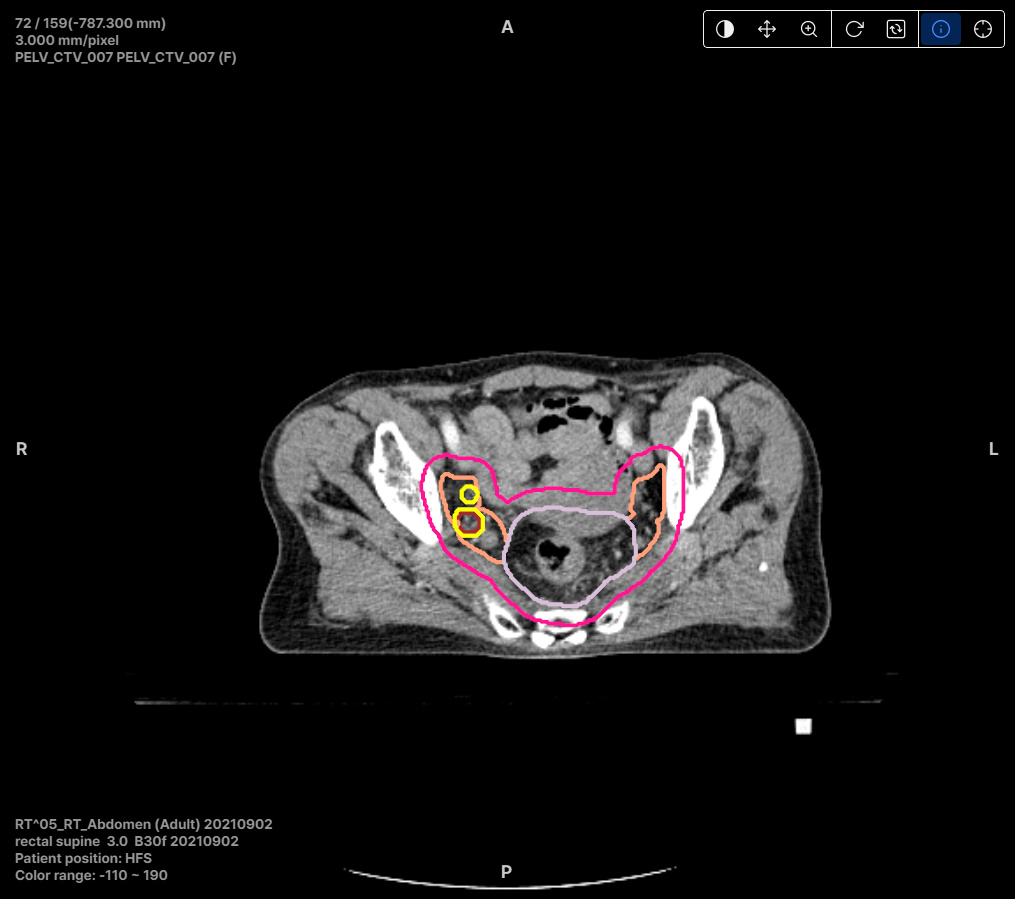 72 / 159(-787.300 mm)
3.000 mm/pixel
PELV_CTV_007 PELV_CTV_007 (F)
A
R
L
RT^05_RT_Abdomen (Adult) 20210902
rectal supine  3.0  B30f 20210902
Patient position: HFS
Color range: -110 ~ 190
P